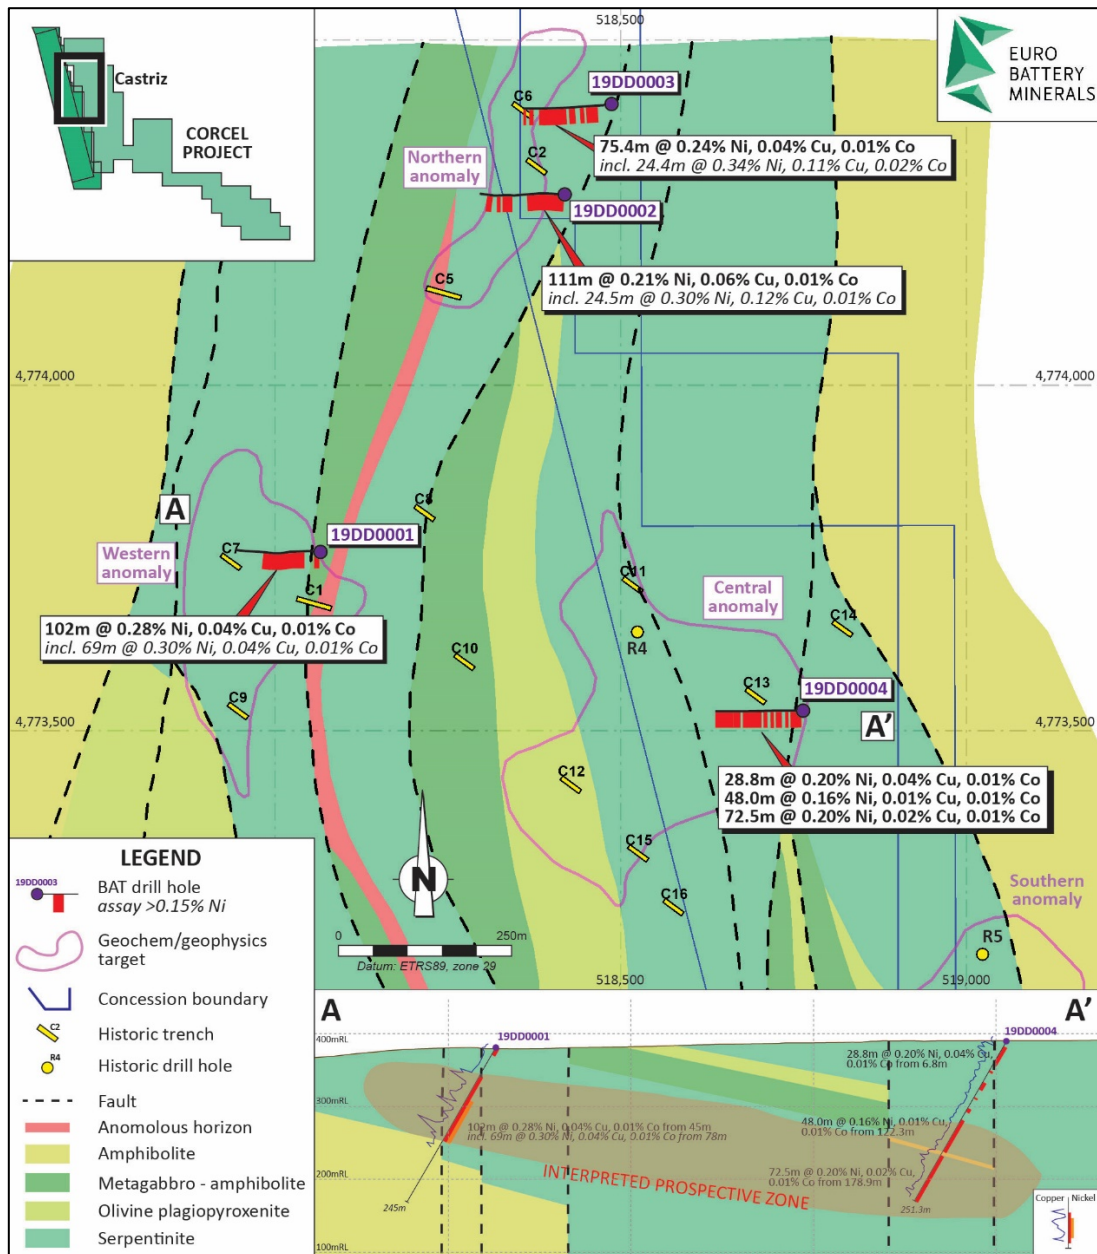 518,500
Castriz
CORCEL
PROJECT
EURO
BATTERY
MINERALS
C6
19DD0003
75.4m @ 0.24% Ni, 0.04% Cu, 0.01% Co
incl. 24.4m @ 0.34% Ni, 0.11% Cu, 0.02% Co
Northern
anomaly
C2
19DD0002
111m @ 0.21% Ni, 0.06% Cu, 0.01% Co
incl. 24.5m @ 0.30% Ni, 0.12% Cu, 0.01% Co
C5
4,774,000
4,774,000
A
C8
19DD0001
Western
anomaly
C7
C1
102m @ 0.28% Ni, 0.04% Cu, 0.01% Co
incl. 69m @ 0.30% Ni, 0.04% Cu, 0.01% Co
C11
Central
anomaly
C14
R4
C10
C13
19DD0004
C9
4,773,500
A'
4,773,500
C12
28.8m @ 0.20% Ni, 0.04% Cu, 0.01% Co
48.0m @ 0.16% Ni, 0.01% Cu, 0.01% Co
72.5m @ 0.20% Ni, 0.02% Cu, 0.01% Co
C15
C16
Southern
anomaly
R5
N
0
250m
Datum: ETRS89, zone 29
518,500
519,000
LEGEND
19DD0003
BAT drill hole
assay >0.15% Ni
Geochem/geophysics
target
Concession boundary
C2
Historic trench
R4
Historic drill hole
Fault
Anomolous horizon
Amphibolite
Metagabbro - amphibolite
Olivine plagiopyroxenite
Serpentinite
A
A'
400mRL
19DD0001
19DD0004
28.8m @ 0.20% Ni, 0.04% Cu,
0.01% Co from 6.8m
300mRL
102m @ 0.28% Ni, 0.04% Cu, 0.01% Co from 45m
incl. 69m @ 0.30% Ni, 0.04% Cu, 0.01% Co from 78m
48.0m @ 0.16% Ni, 0.01% Cu,
0.01% Co from 122.3m
72.5m @ 0.20% Ni, 0.02% Cu,
0.01% Co from 178.9m
INTERPRETED PROSPECTIVE ZONE
200mRL
245m
251.3m
100mRL
Copper
Nickel